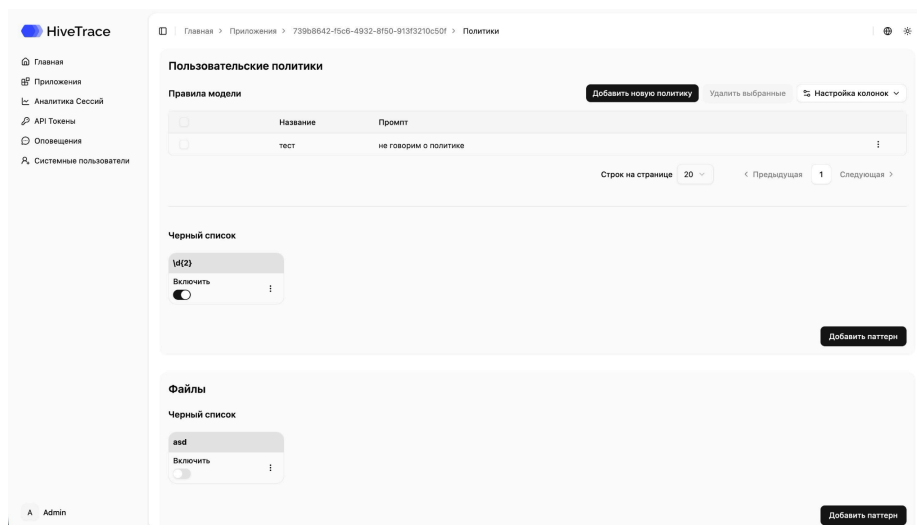 HiveTrace
Главная > Приложения > 739b8642-f5c6-4932-8f50-913f3210c50f > Политики
Главная
Приложения
Аналитика Сессий
API Токены
Оповещения
Системные пользователи
Пользовательские политики
Правила модели
Добавить новую политику
Удалить выбранные
Настройка колонок
Название Промпт
тест не говорим о политике
Строк на странице 20 < Предыдущая 1 Следующая >
Черный список
\d{2}
Включить
Добавить паттерн
Файлы
Черный список
asd
Включить
Добавить паттерн
A Admin